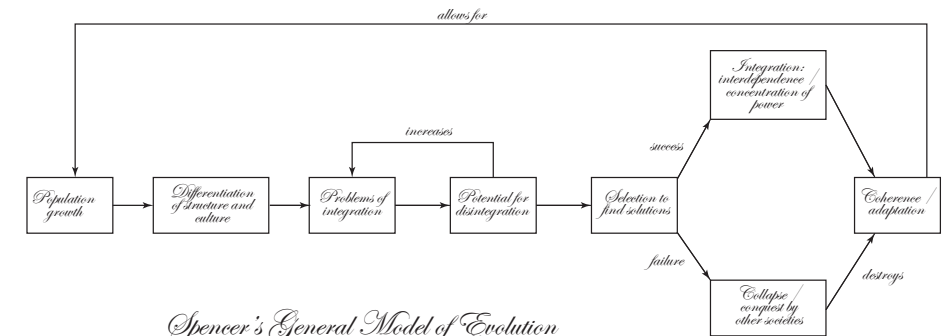 allows for
Integration:
interdependence /
concentration of
power
increases
success
Population
growth
Differentiation
of structure and
culture
Problems of
integration
Potential for
disintegration
Selection to
find solutions
Coherence /
adaptation
failure
destroys
Collapse /
conquest by
other societies
Spencer's General Model of Evolution